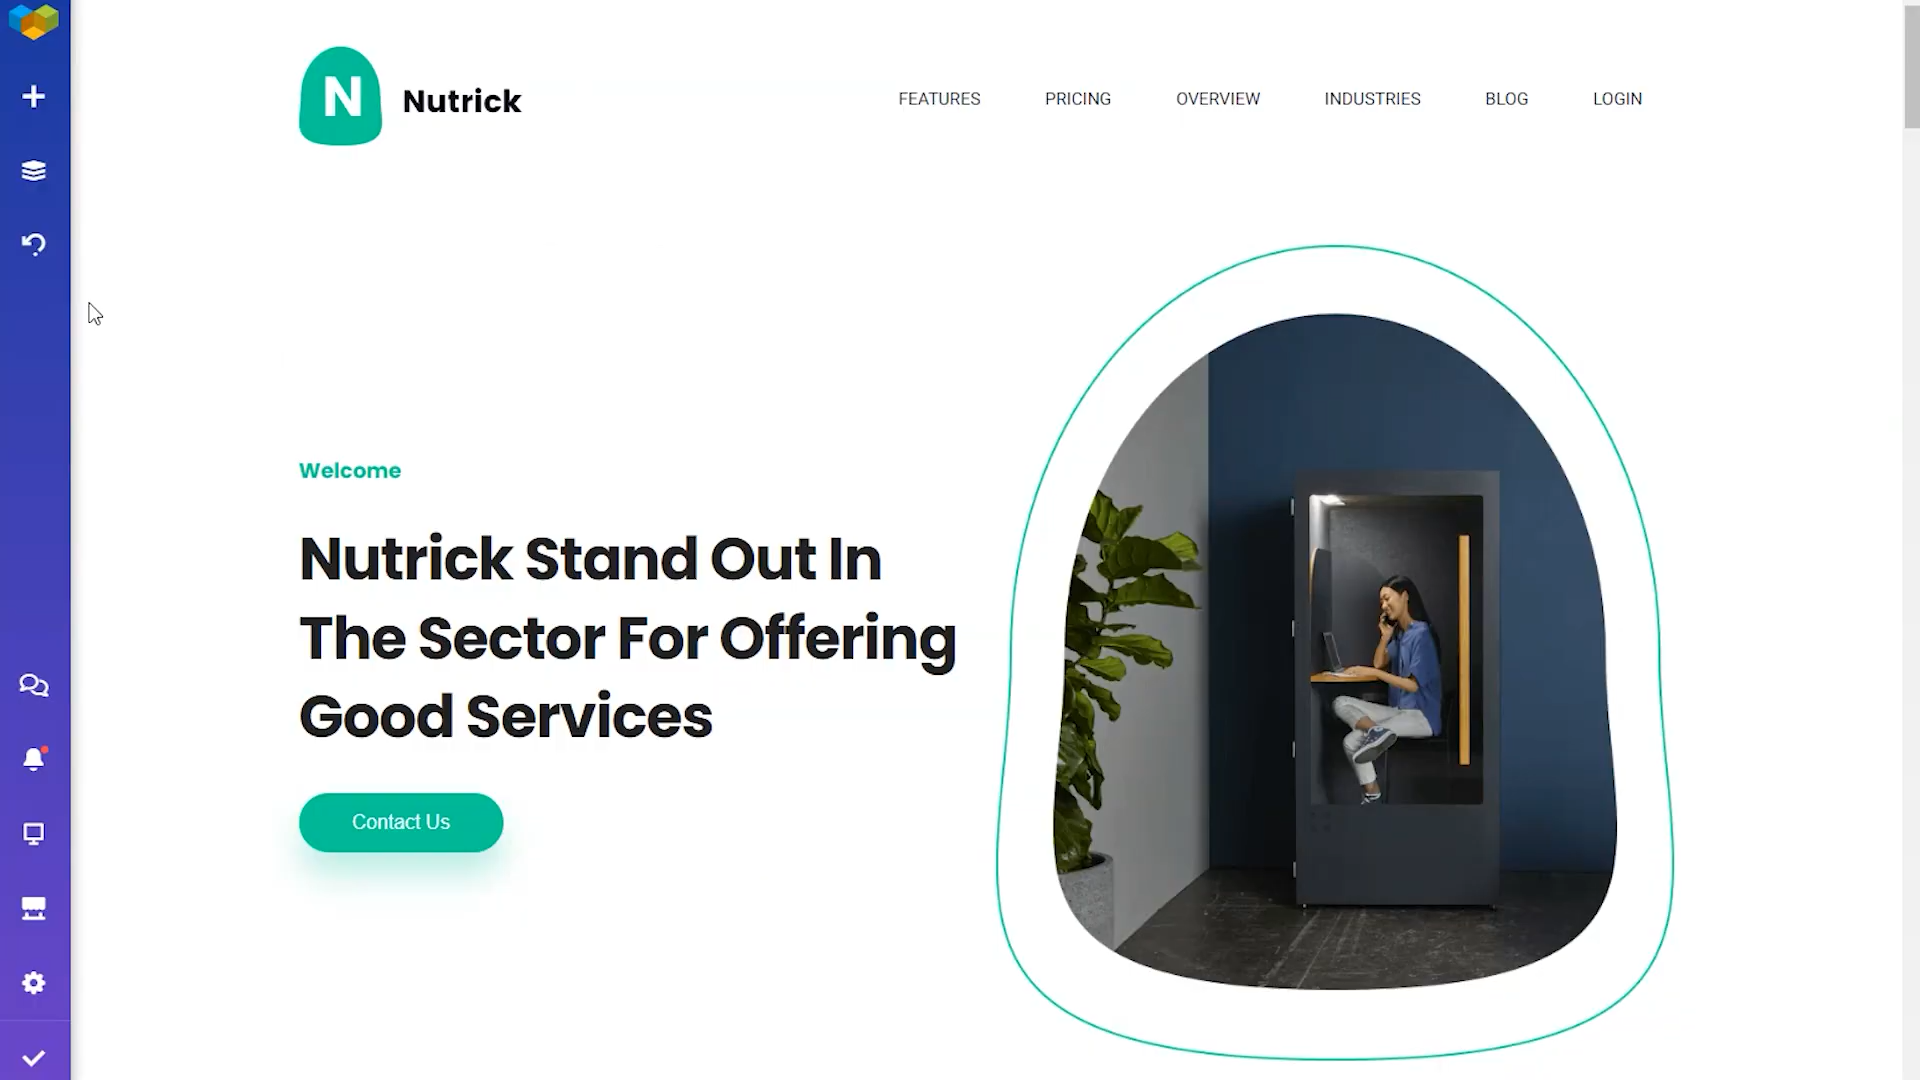 N
Nutrick
FEATURES PRICING OVERVIEW INDUSTRIES BLOG LOGIN
Welcome
Nutrick Stand Out In
The Sector For Offering
Good Services
Contact Us